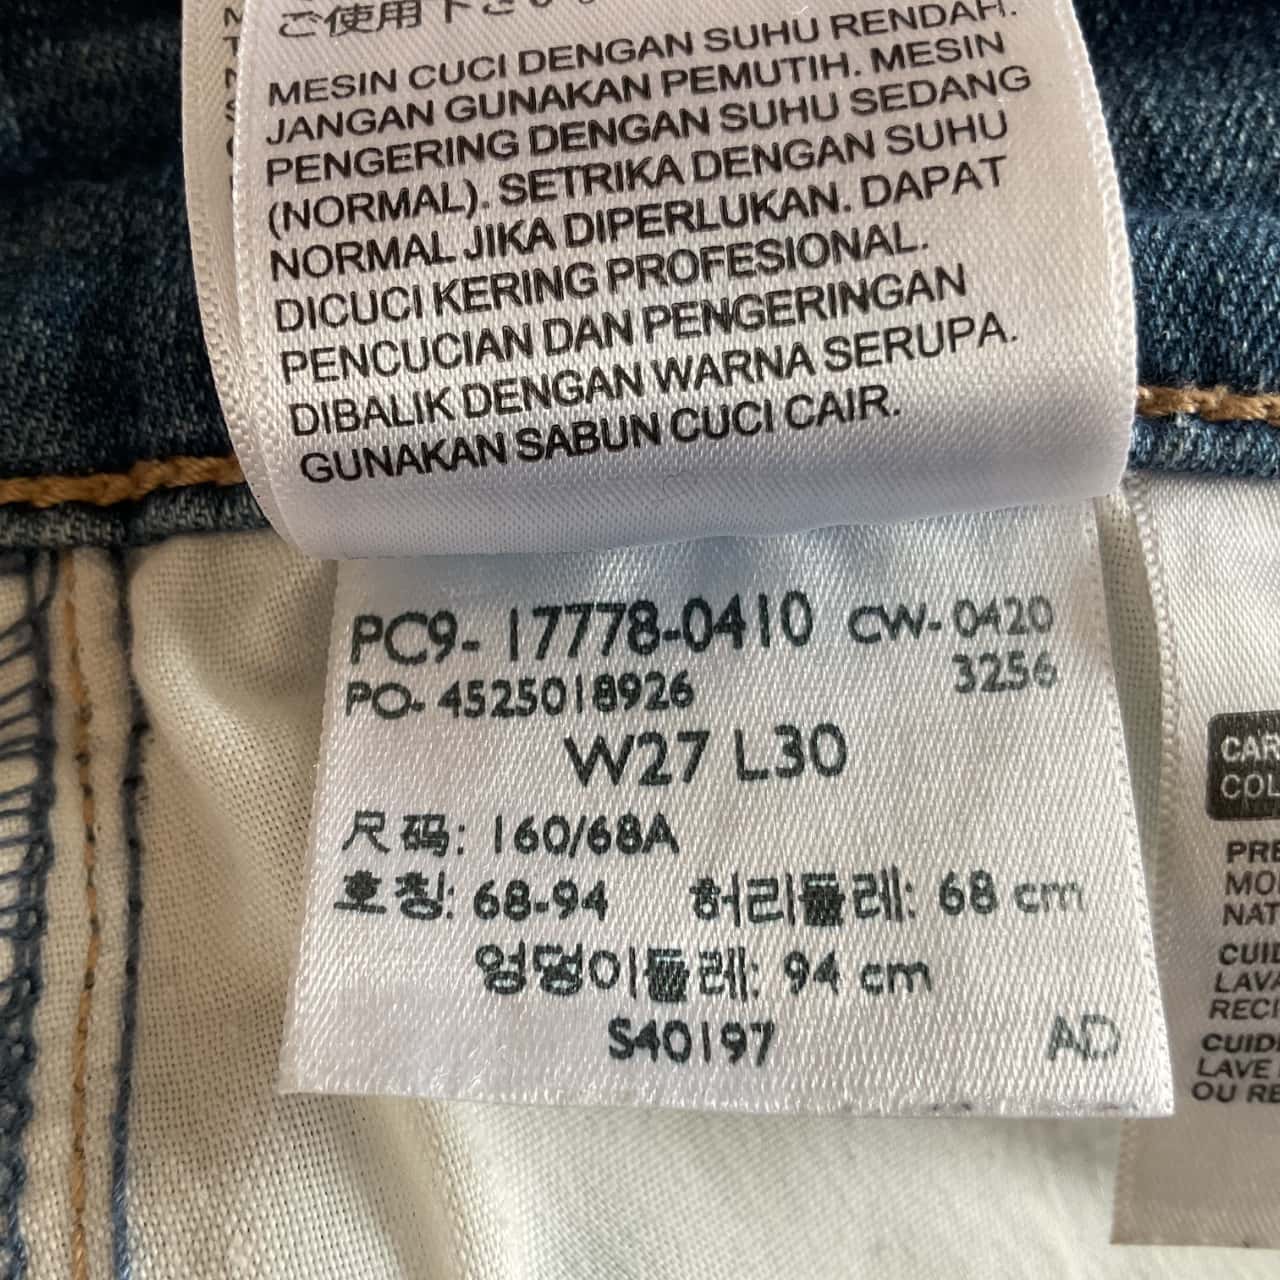 ご使用下さい
MESIN CUCI DENGAN SUHU RENDAH.
JANGAN GUNAKAN PEMUTIH. MESIN
PENGERING DENGAN SUHU SEDANG
(NORMAL). SETRIKA DENGAN SUHU
NORMAL JIKA DIPERLUKAN. DAPAT
DICUCI KERING PROFESIONAL.
PENCUCIAN DAN PENGERINGAN
DIBALIK DENGAN WARNA SERUPA.
GUNAKAN SABUN CUCI CAIR.
PC9- 17778-0410 CW- 0420
PO- 4525018926 3256
W27 L30
尺码: 160/68A
호칭: 68-94 허리둘레: 68 cm
엉덩이둘레: 94 cm
S40197 AD
CAR
COL
PRE
MO
NAT
CUID
LAVA
RECI
CUIDE
LAVE
OU RE